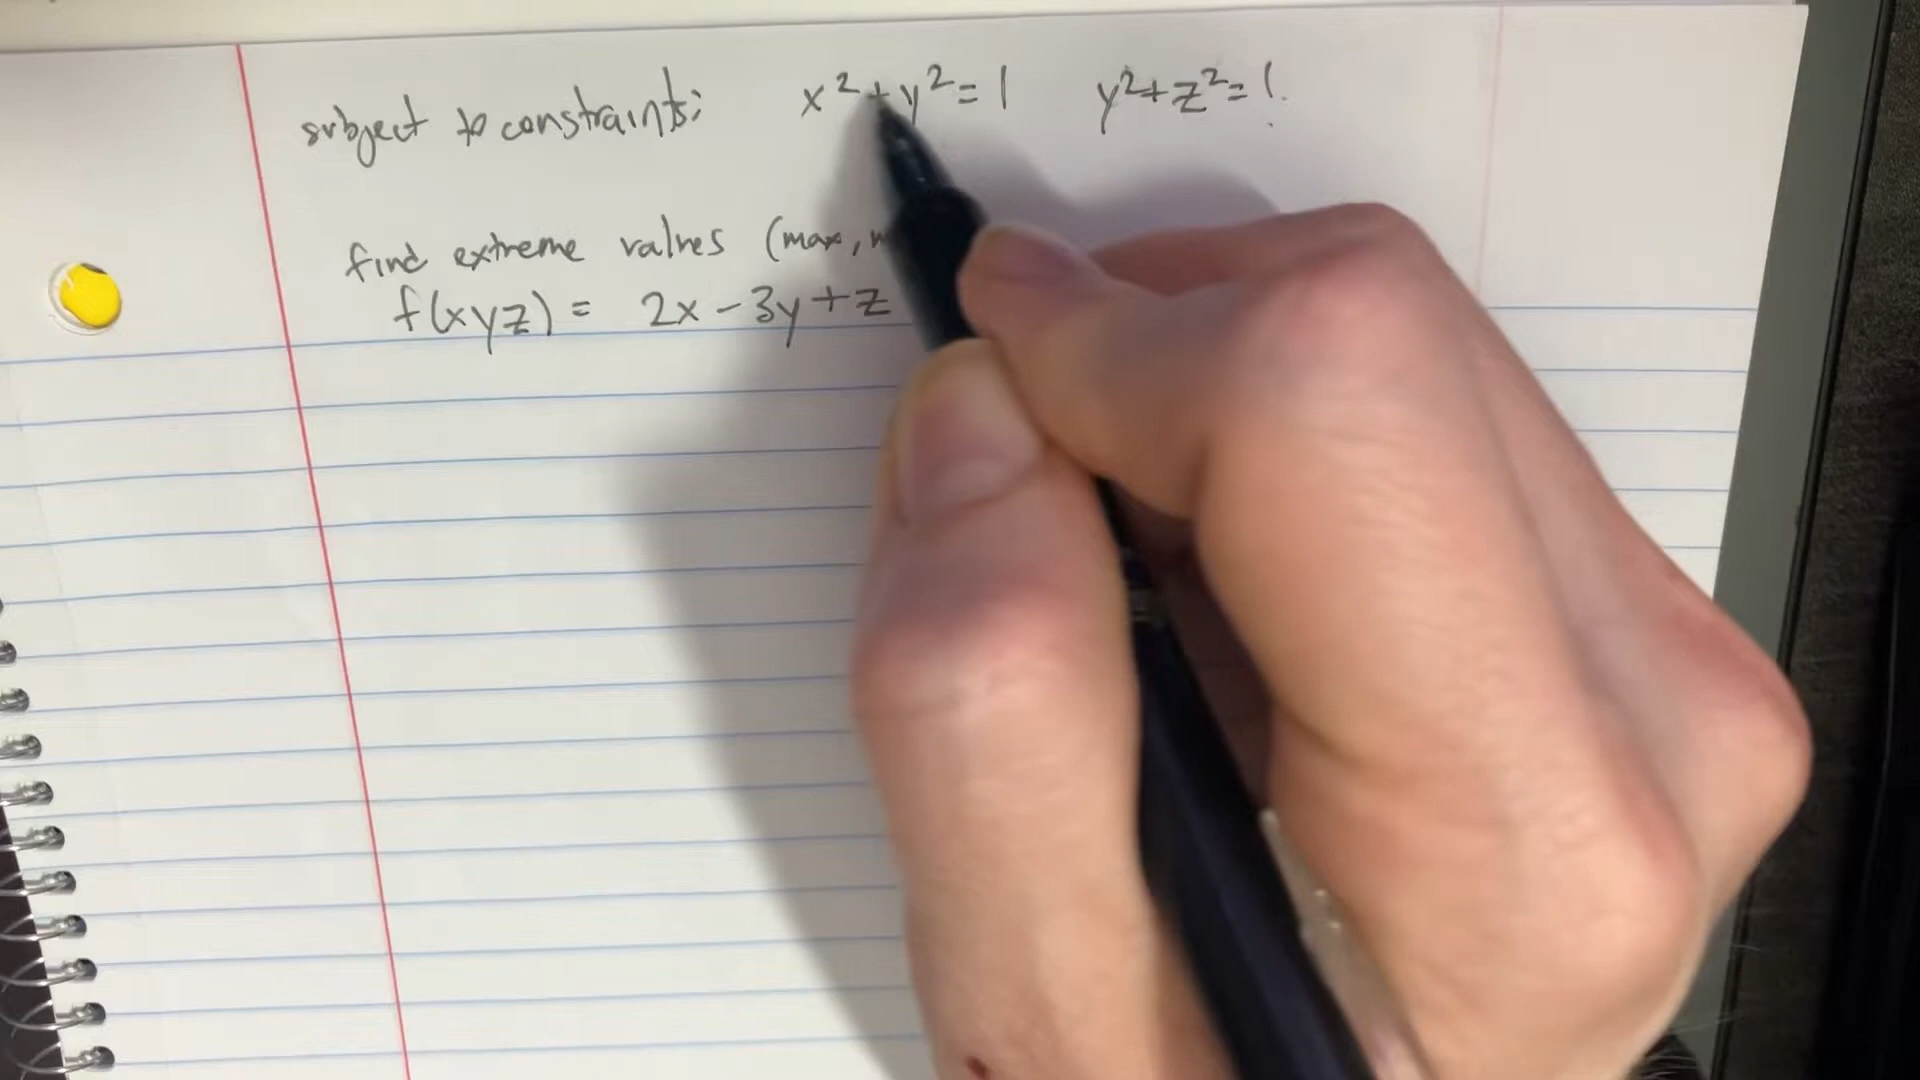 subject to constraints: x²+y²=1 y²+z²=1.
find extreme values (max,
f(xyz) = 2x-3y+z